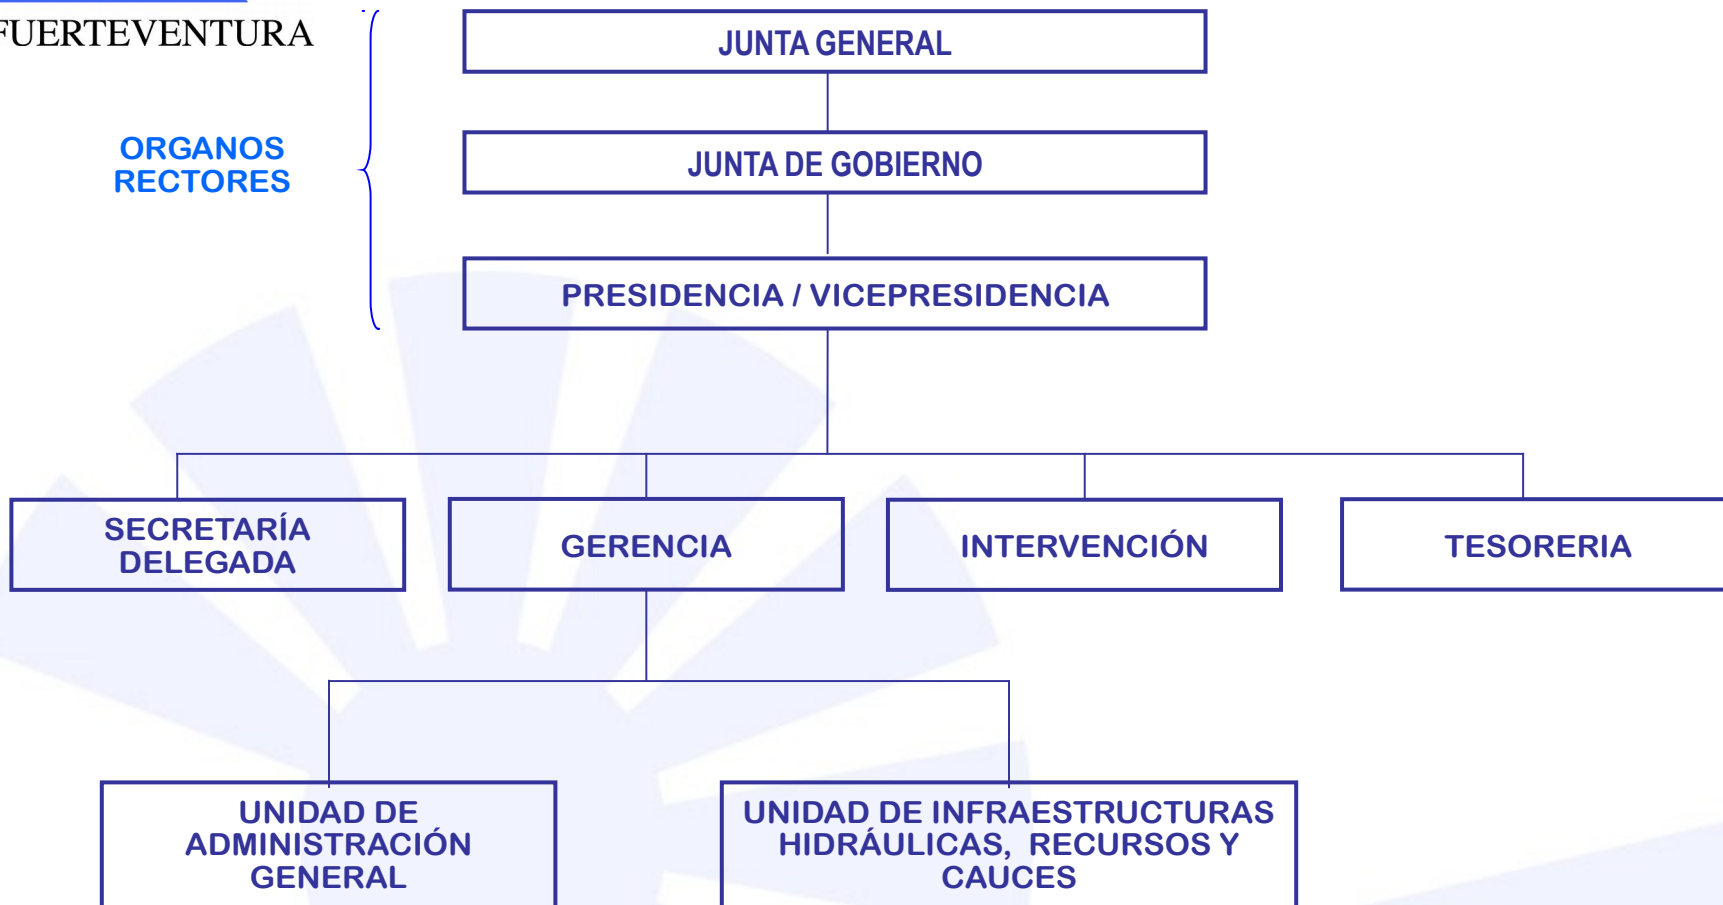 FUERTEVENTURA
JUNTA GENERAL
ORGANOS
RECTORES
JUNTA DE GOBIERNO
PRESIDENCIA / VICEPRESIDENCIA
SECRETARÍA
DELEGADA
GERENCIA
INTERVENCIÓN
TESORERIA
UNIDAD DE
ADMINISTRACIÓN
GENERAL
UNIDAD DE INFRAESTRUCTURAS
HIDRÁULICAS, RECURSOS Y
CAUCES